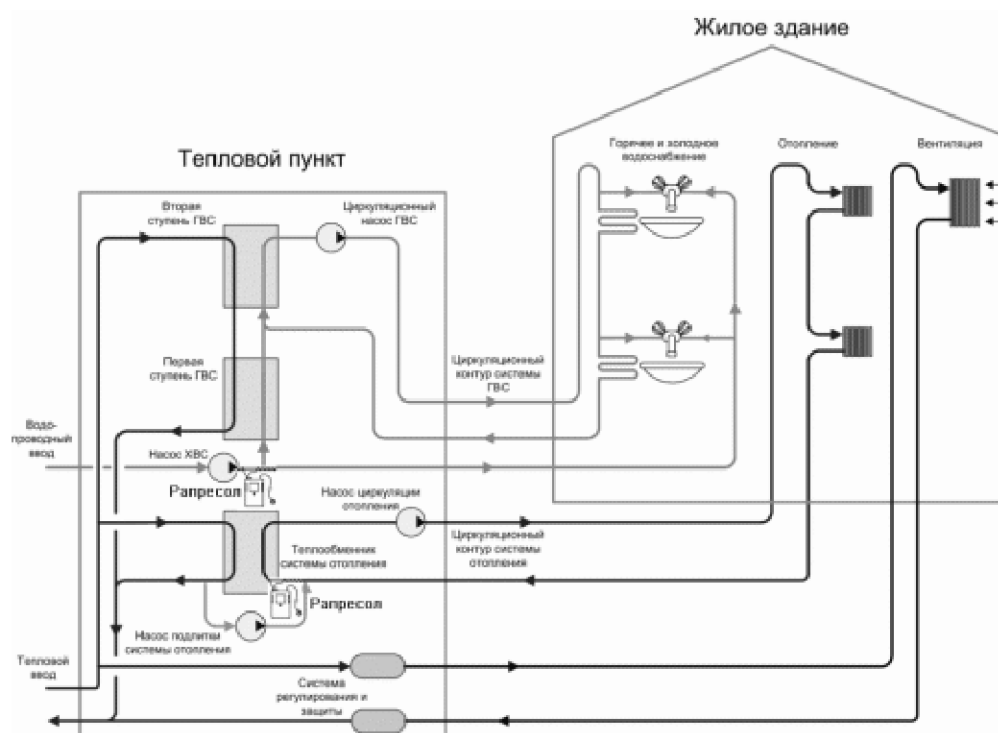 Жилое здание
Тепловой пункт
Горячее и холодное
водоснабжение
Отопление
Вентиляция
Вторая
ступень ГВС
Циркуляционный
насос ГВС
Первая
ступень ГВС
Циркуляционный
контур системы
ГВС
Водо-
проводный
ввод
Насос ХВС
Рапресол
Насос циркуляции
отопления
Циркуляционный
контур системы
отопления
Теплообменник
системы отопления
Рапресол
Насос подпитки
системы отопления
Тепловой
ввод
Система
регулирования и
защиты